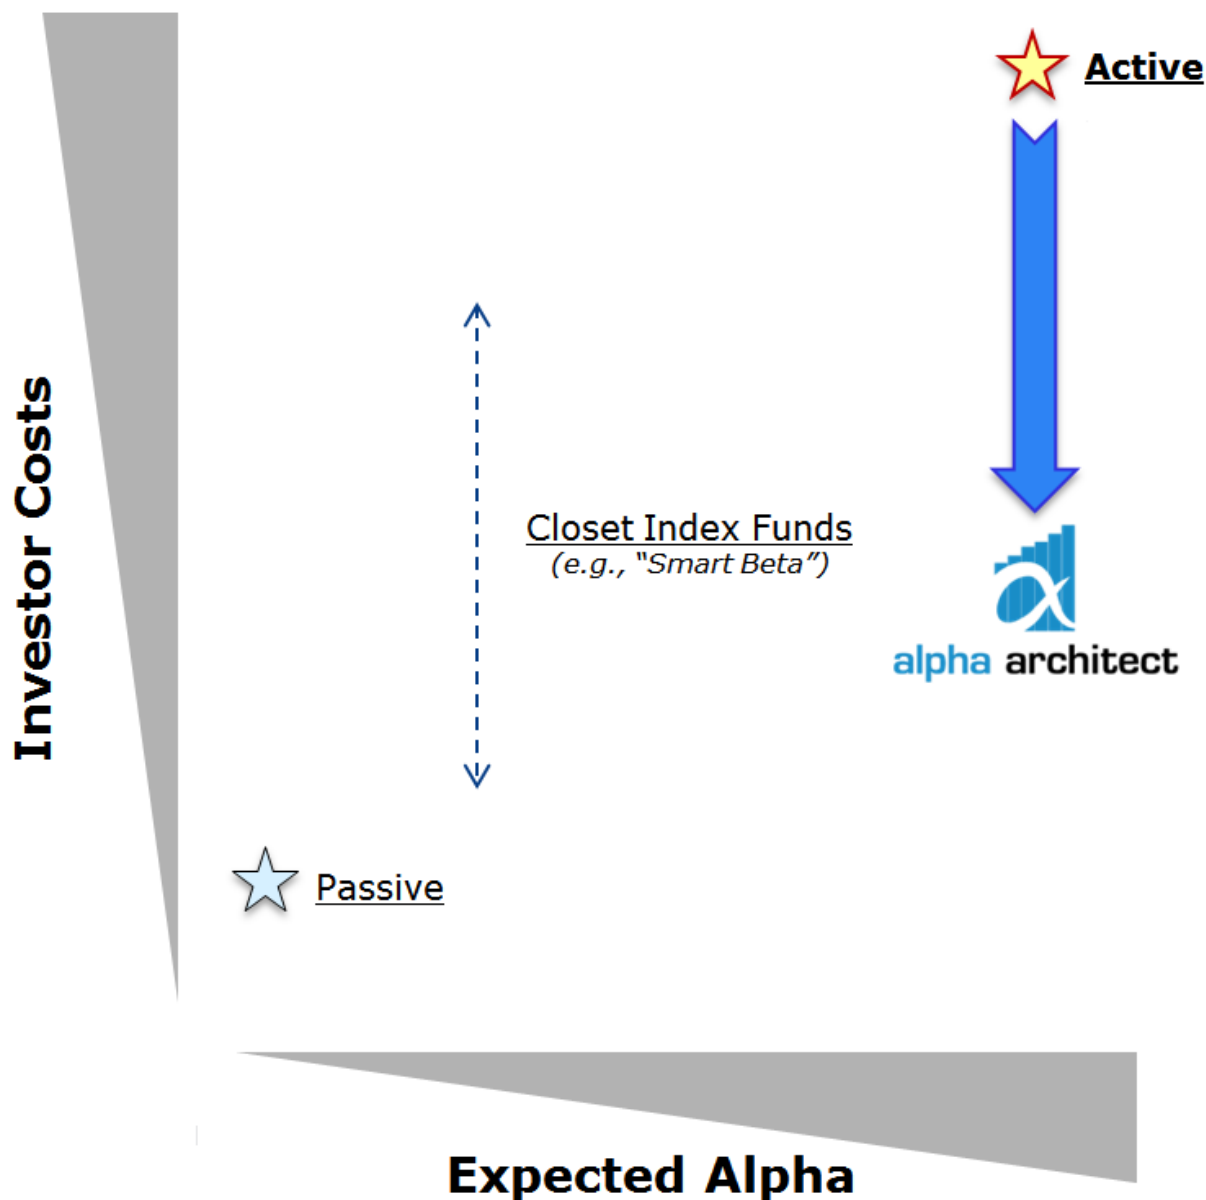 Active
Investor Costs
Closet Index Funds
(e.g., “Smart Beta”)
alpha architect
Passive
Expected Alpha